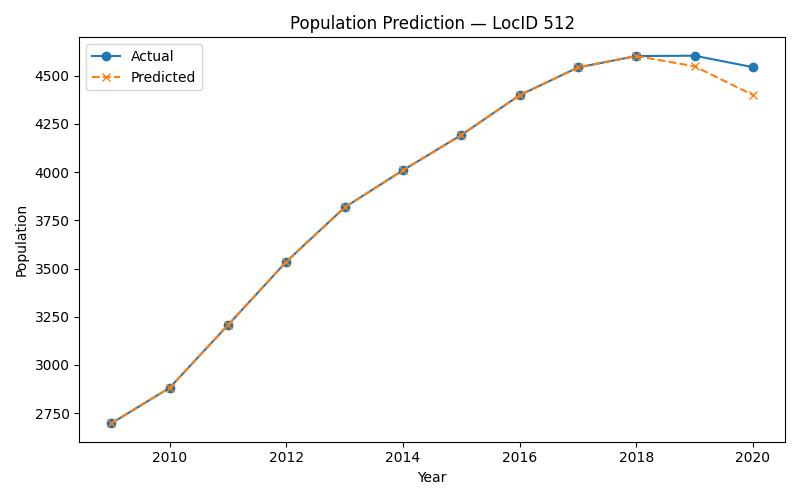 Population Prediction — LocID 512
Actual
Predicted
4500
4250
4000
3750
3500
3250
3000
2750
Population
2010 2012 2014 2016 2018 2020
Year